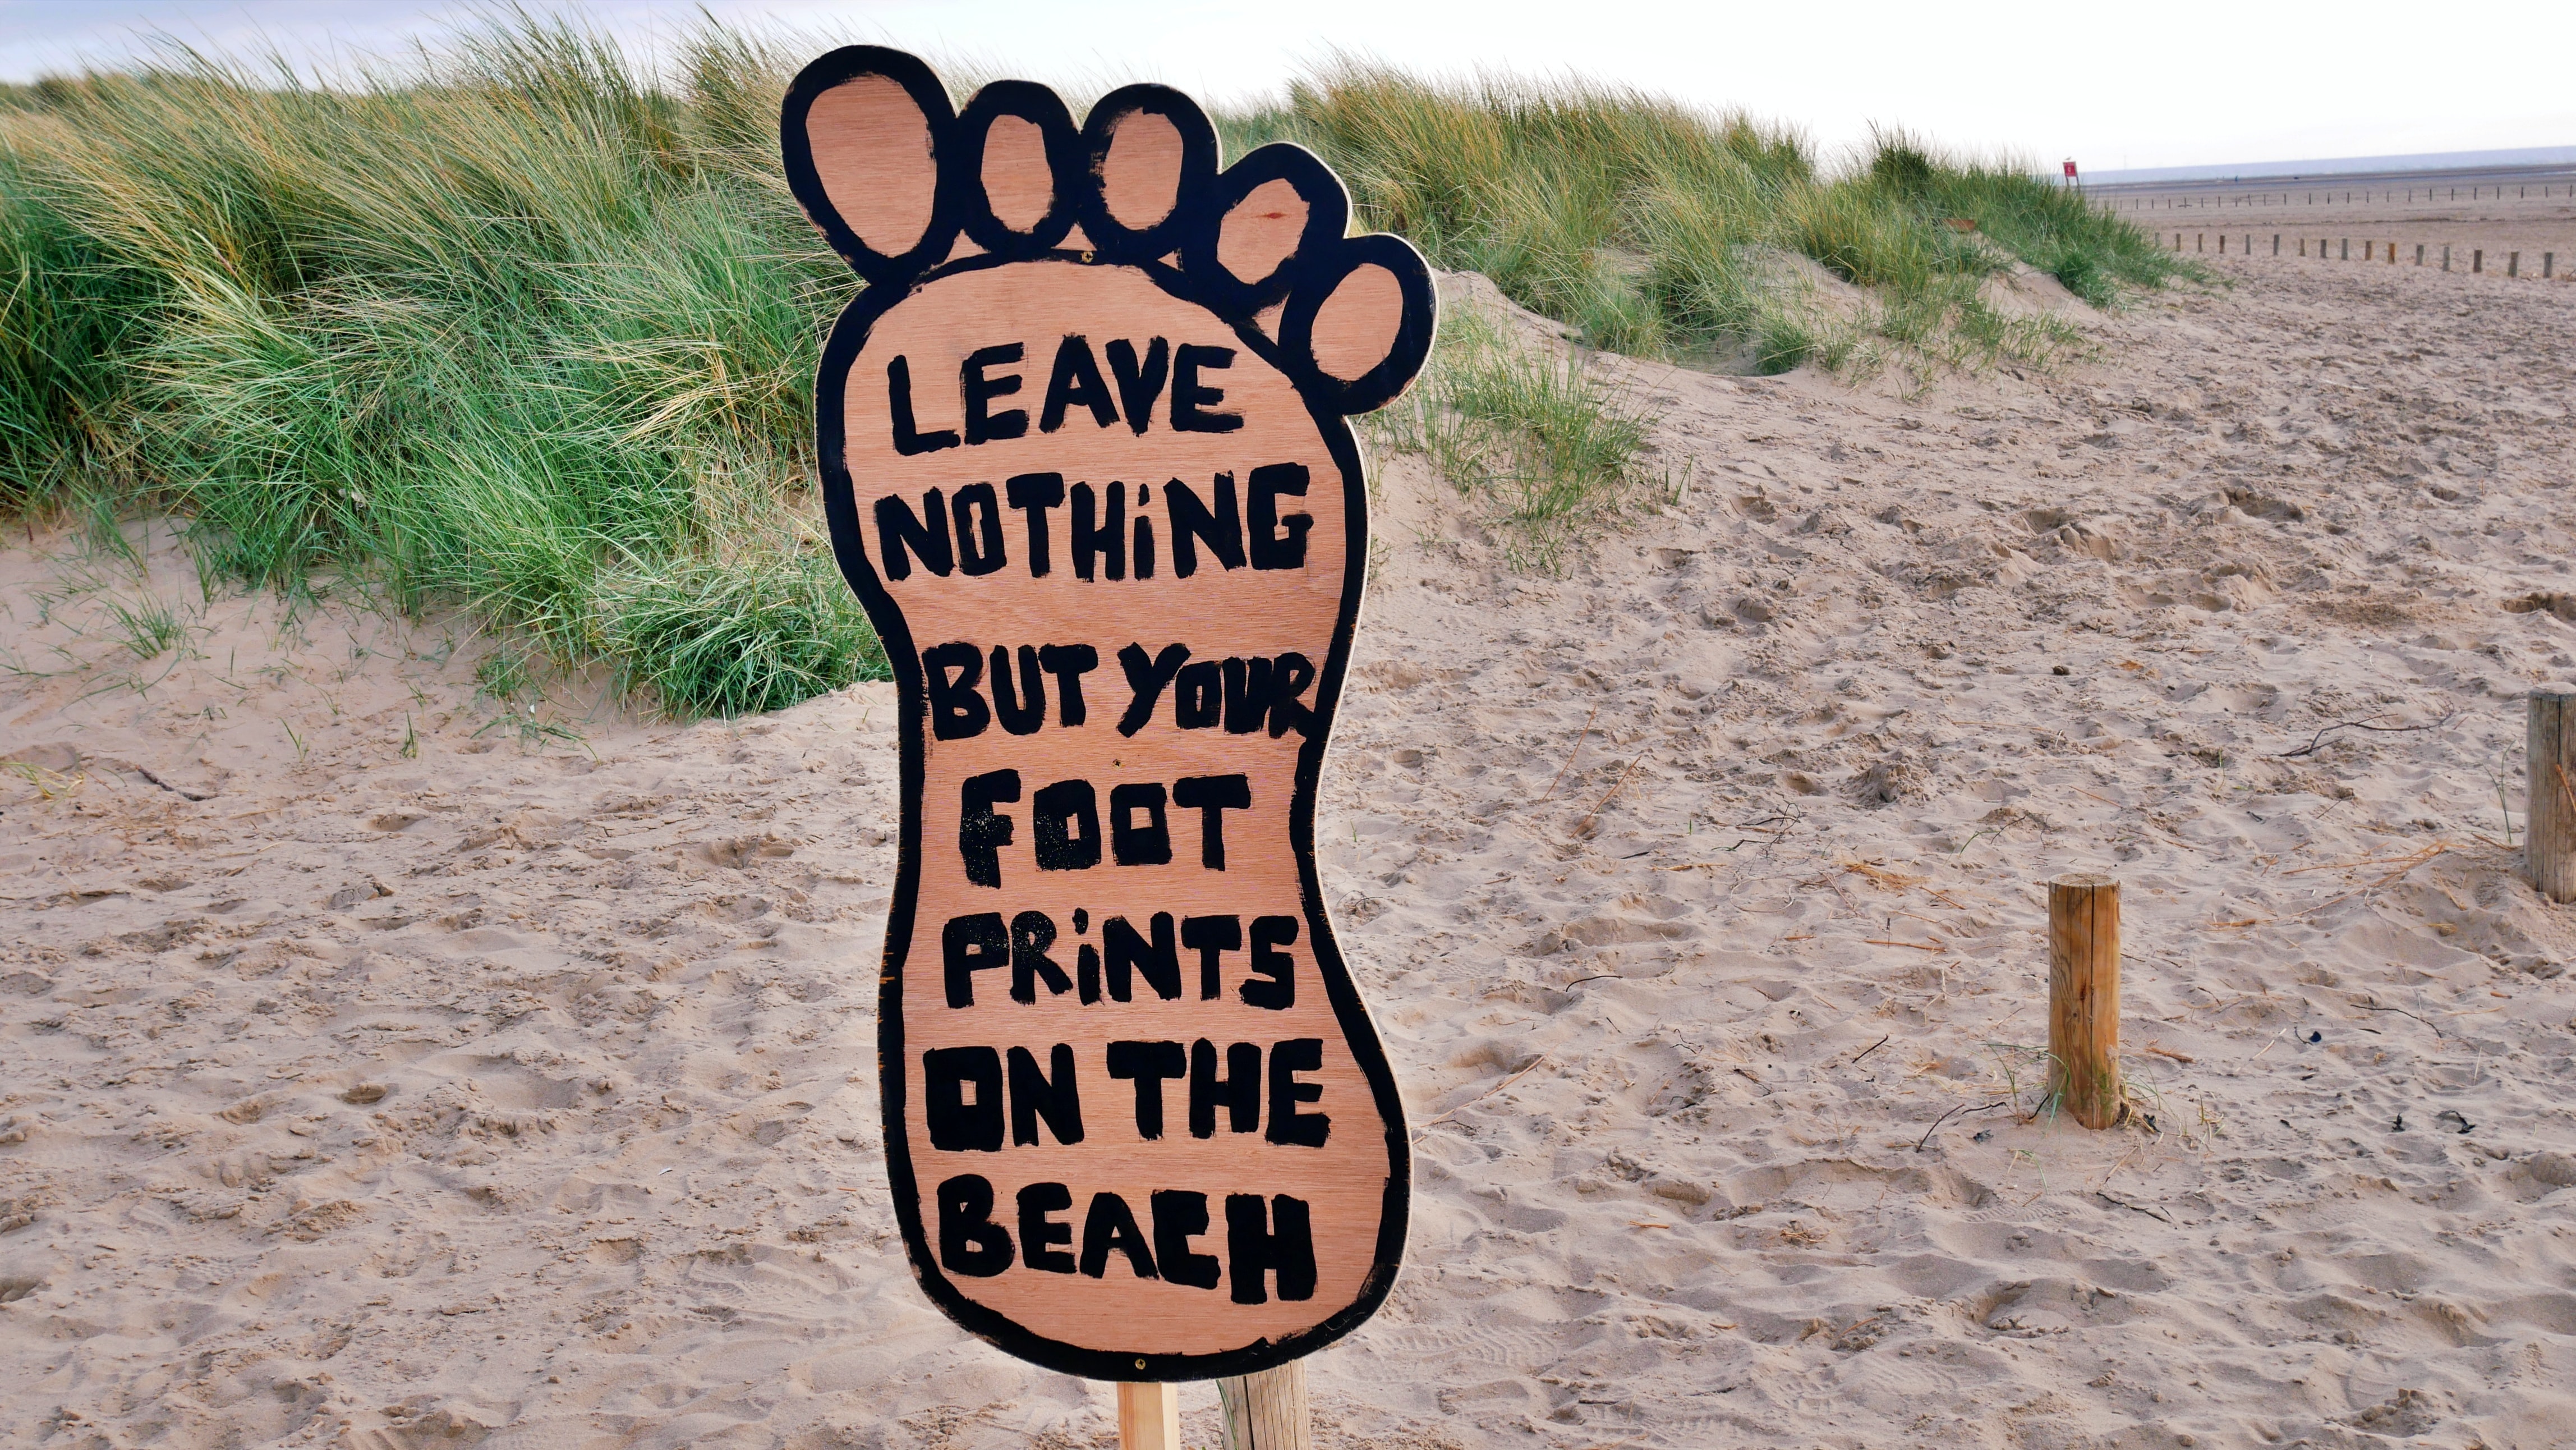 LEAVE
NOTHiNG
BUT YOUR
FOOT
PRiNTS
ON THE
BEACH